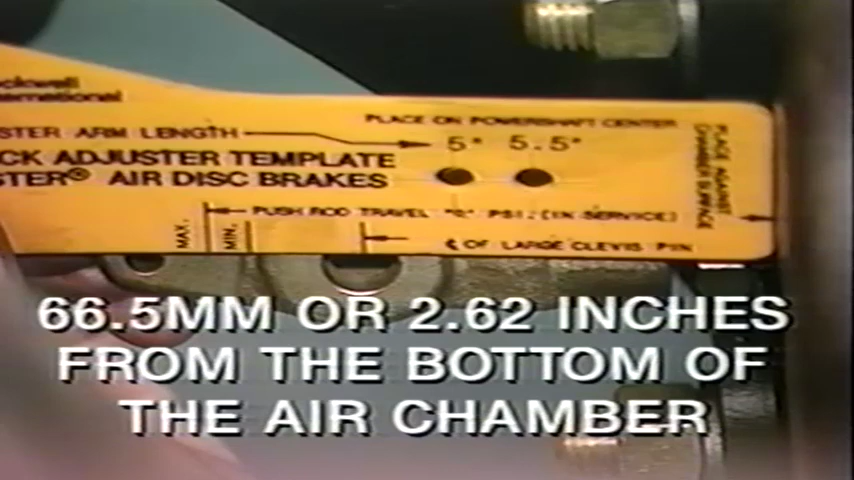 ckwell
ernational
PLACE ON POWERSHAFT CENTER
STER ARM LENGTH
5" 5.5"
CK ADJUSTER TEMPLATE
STER® AIR DISC BRAKES
PLACE AGAINST
CHAMBER SURFACE
MAX.
MIN.
PUSH ROD TRAVEL "0" PSI. (IN SERVICE)
℄ OF LARGE CLEVIS PIN
66.5MM OR 2.62 INCHES
FROM THE BOTTOM OF
THE AIR CHAMBER